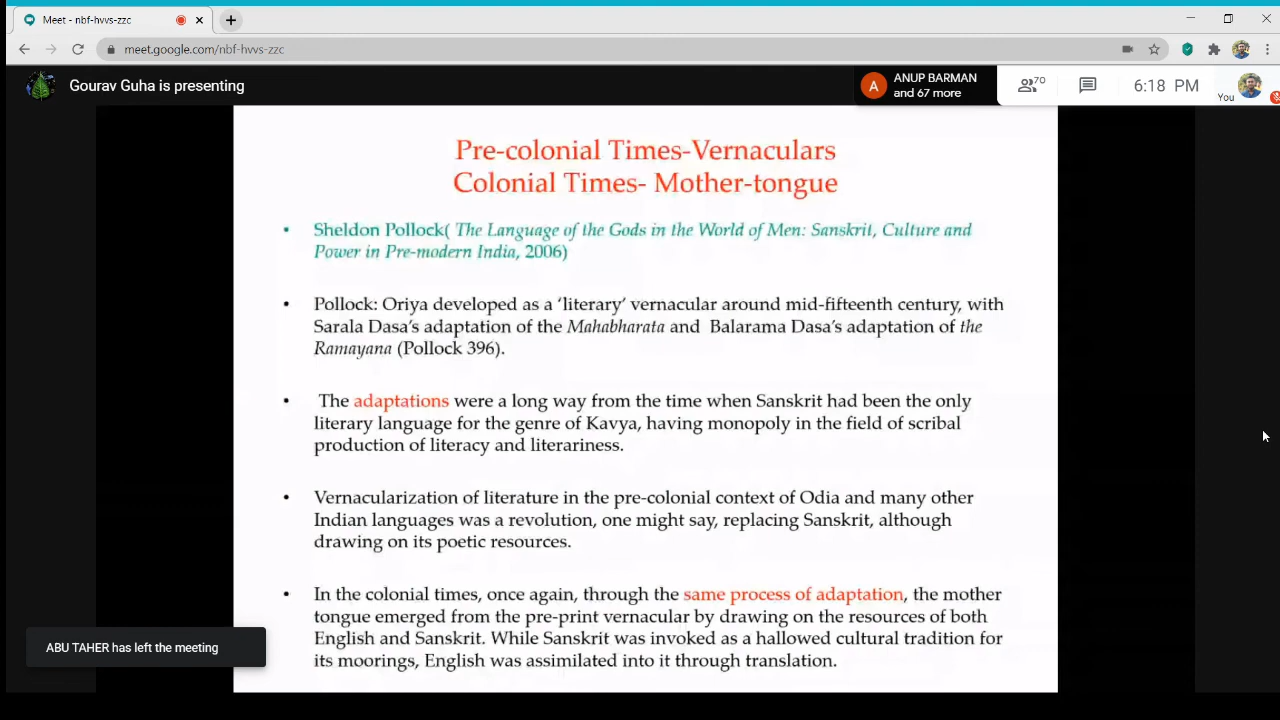 Meet - nbf-hvvs-zzc
meet.google.com/nbf-hvvs-zzc
Gourav Guha is presenting
A
ANUP BARMAN
and 67 more
70
6:18 PM
You
Pre-colonial Times-Vernaculars
Colonial Times- Mother-tongue
• Sheldon Pollock( The Language of the Gods in the World of Men: Sanskrit, Culture and
Power in Pre-modern India, 2006)
• Pollock: Oriya developed as a ‘literary’ vernacular around mid-fifteenth century, with
Sarala Dasa’s adaptation of the Mahabharata and Balarama Dasa’s adaptation of the
Ramayana (Pollock 396).
• The adaptations were a long way from the time when Sanskrit had been the only
literary language for the genre of Kavya, having monopoly in the field of scribal
production of literacy and literariness.
• Vernacularization of literature in the pre-colonial context of Odia and many other
Indian languages was a revolution, one might say, replacing Sanskrit, although
drawing on its poetic resources.
• In the colonial times, once again, through the same process of adaptation, the mother
tongue emerged from the pre-print vernacular by drawing on the resources of both
English and Sanskrit. While Sanskrit was invoked as a hallowed cultural tradition for
its moorings, English was assimilated into it through translation.
ABU TAHER has left the meeting